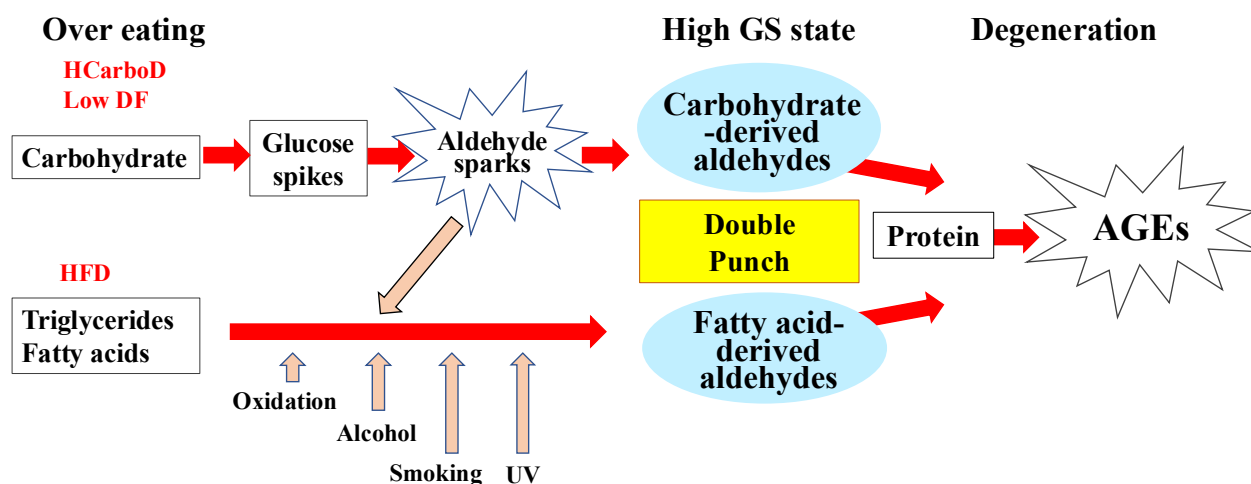 Over eating
High GS state
Degeneration
HCarboD
Low DF
Carbohydrate
Glucose
spikes
Aldehyde
sparks
Carbohydrate
-derived
aldehydes
Double
Punch
Protein
AGEs
HFD
Triglycerides
Fatty acids
Fatty acid-
derived
aldehydes
Oxidation
Alcohol
Smoking
UV